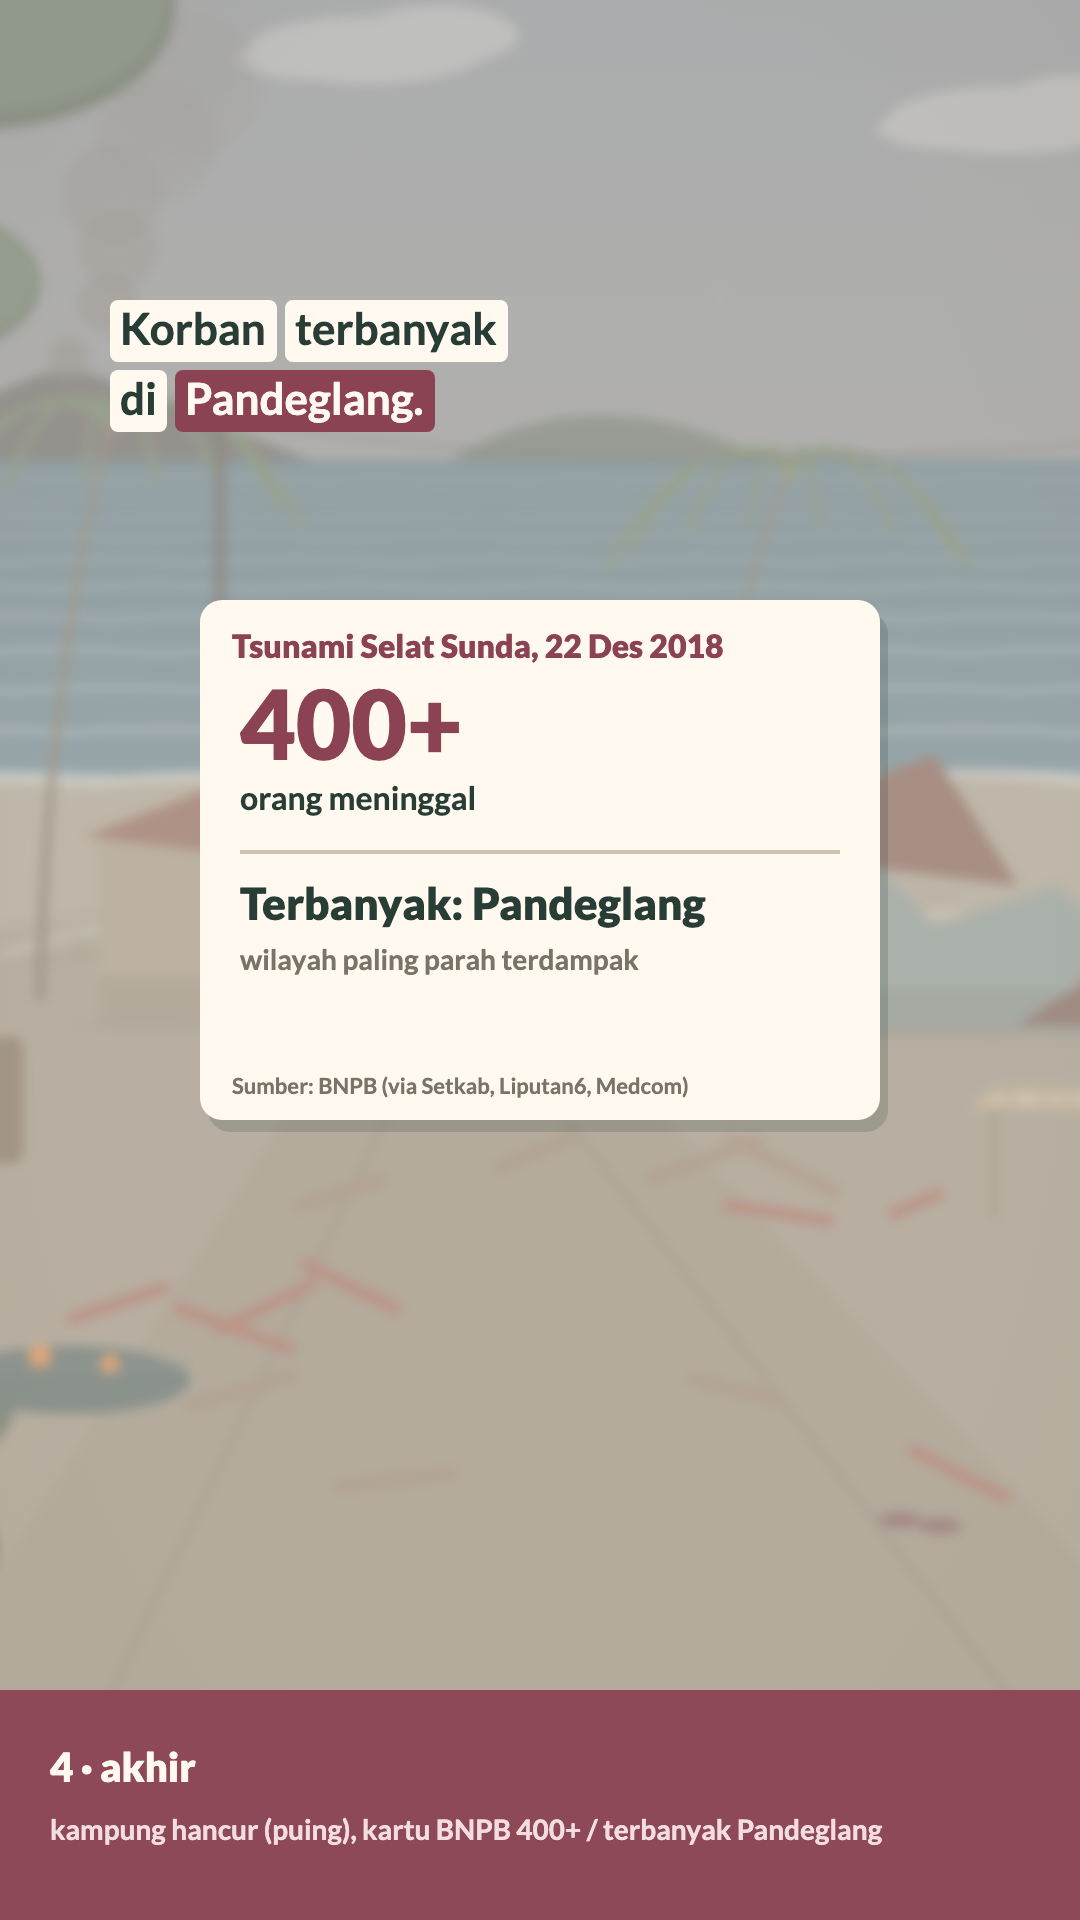 Korban terbanyak
di Pandeglang.
Tsunami Selat Sunda, 22 Des 2018
400+
orang meninggal
Terbanyak: Pandeglang
wilayah paling parah terdampak
Sumber: BNPB (via Setkab, Liputan6, Medcom)
4 · akhir
kampung hancur (puing), kartu BNPB 400+ / terbanyak Pandeglang